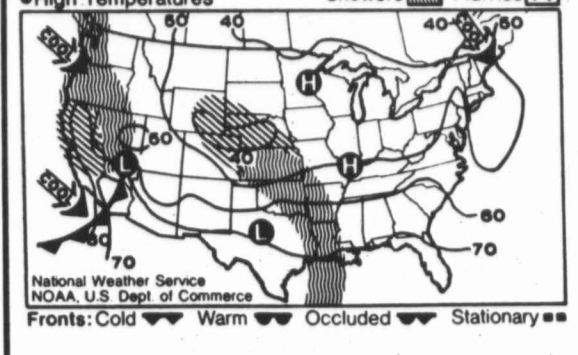 •High Temperatures
Showers
60
40
40
60
COOL
COOL
H
60
40
H
L
COOL
60
L
60
70
70
National Weather Service
NOAA, U.S. Dept. of Commerce
Fronts: Cold Warm Occluded Stationary